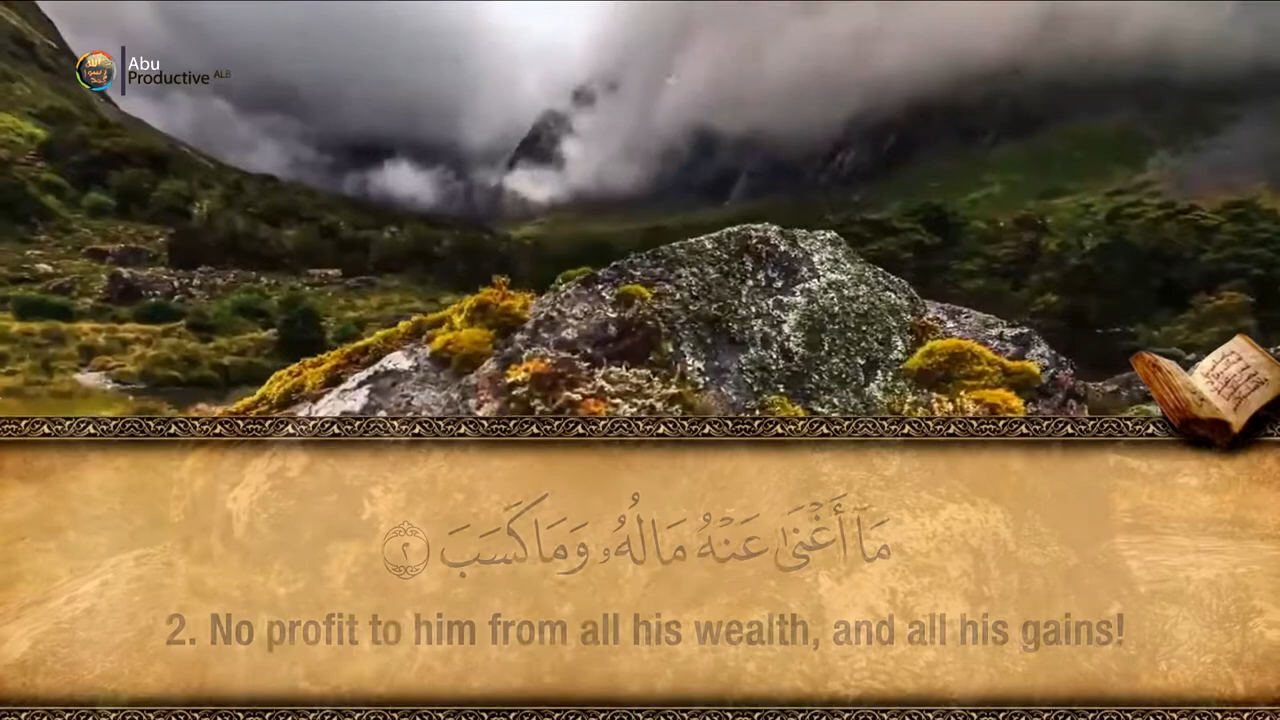 Abu
Productive ALB
مَآ أَغْنَىٰ عَنْهُ مَالُهُۥ وَمَا كَسَبَ ٢
2. No profit to him from all his wealth, and all his gains!